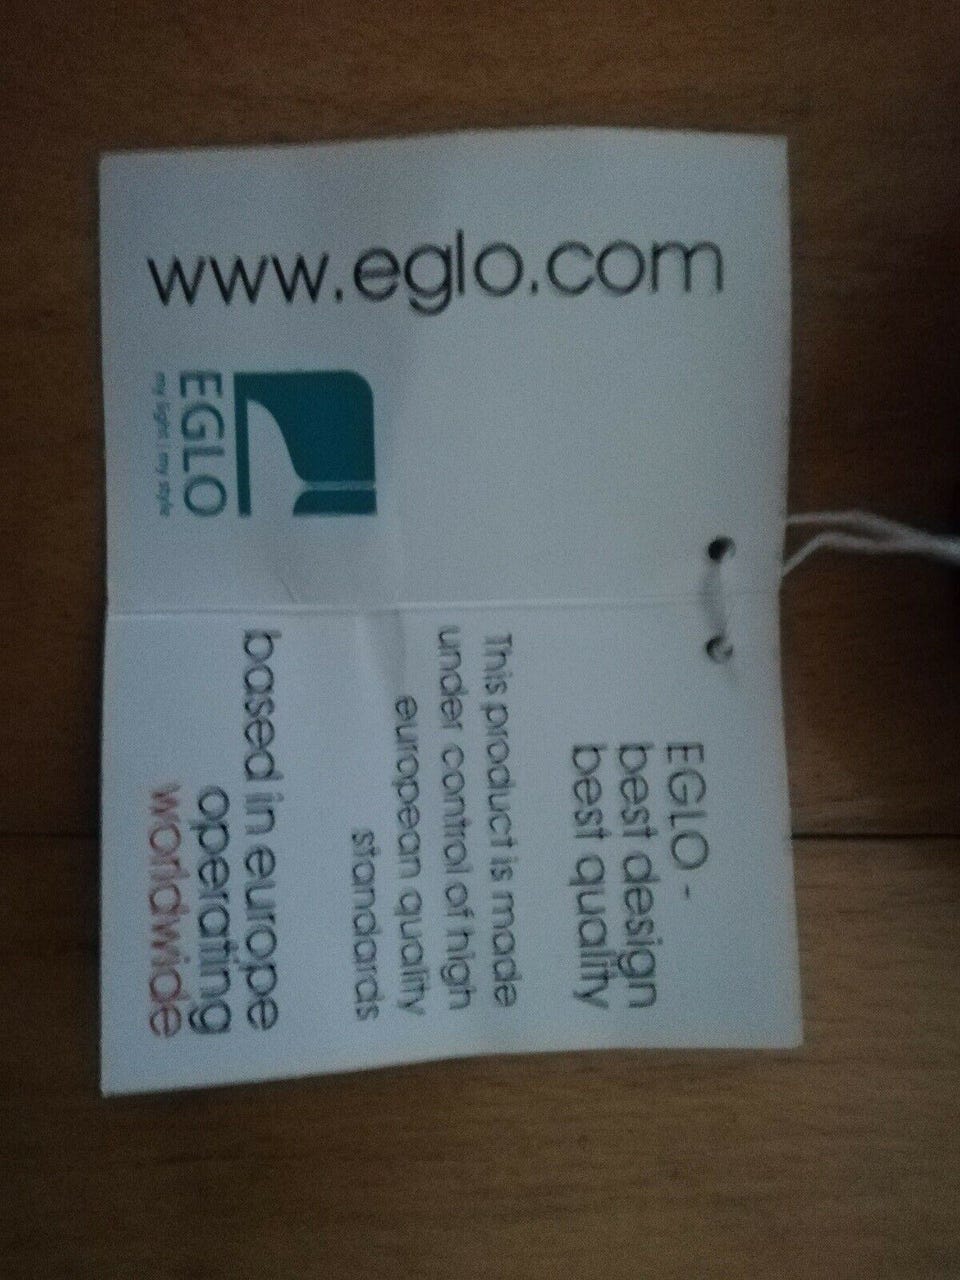 www.eglo.com
EGLO
my light | my style
EGLO -
best design
best quality
This product is made
under control of high
european quality
standards
based in europe
operating
worldwide